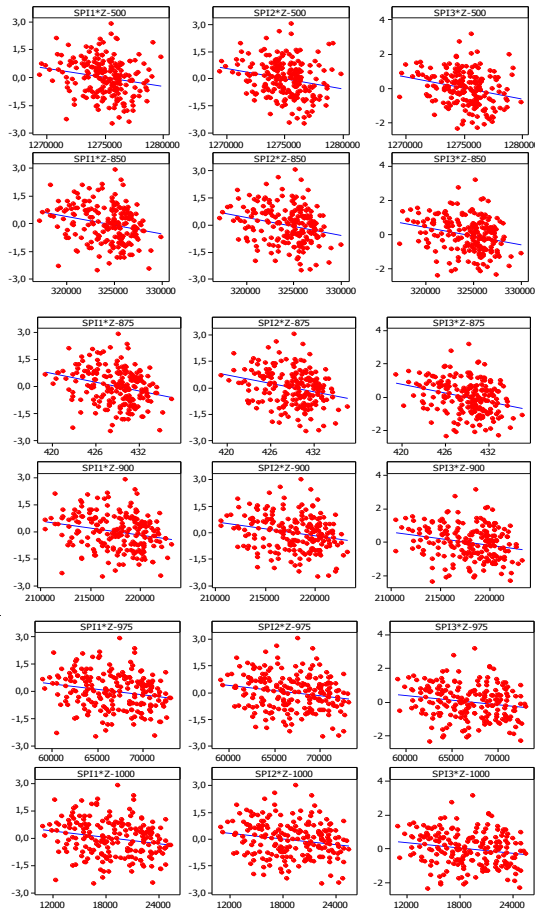 SPI1*Z-500 SPI2*Z-500 SPI3*Z-500
3,0 3,0 4
1,5 1,5 2
0,0 0,0 0
-1,5 -1,5 -2
-3,0 -3,0
1270000 1275000 1280000 1270000 1275000 1280000 1270000 1275000 1280000
SPI1*Z-850 SPI2*Z-850 SPI3*Z-850
3,0 3,0 4
1,5 1,5 2
0,0 0,0 0
-1,5 -1,5 -2
-3,0 -3,0
320000 325000 330000 320000 325000 330000 320000 325000 330000
SPI1*Z-875 SPI2*Z-875 SPI3*Z-875
3,0 3,0 4
1,5 1,5 2
0,0 0,0 0
-1,5 -1,5 -2
-3,0 -3,0
420 426 432 420 426 432 420 426 432
SPI1*Z-900 SPI2*Z-900 SPI3*Z-900
3,0 3,0 4
1,5 1,5 2
0,0 0,0 0
-1,5 -1,5 -2
-3,0 -3,0
210000 215000 220000 210000 215000 220000 210000 215000 220000
SPI1*Z-975 SPI2*Z-975 SPI3*Z-975
3,0 3,0 4
1,5 1,5 2
0,0 0,0 0
-1,5 -1,5 -2
-3,0 -3,0
60000 65000 70000 60000 65000 70000 60000 65000 70000
SPI1*Z-1000 SPI2*Z-1000 SPI3*Z-1000
3,0 3,0 4
1,5 1,5 2
0,0 0,0 0
-1,5 -1,5 -2
-3,0 -3,0
12000 18000 24000 12000 18000 24000 12000 18000 24000